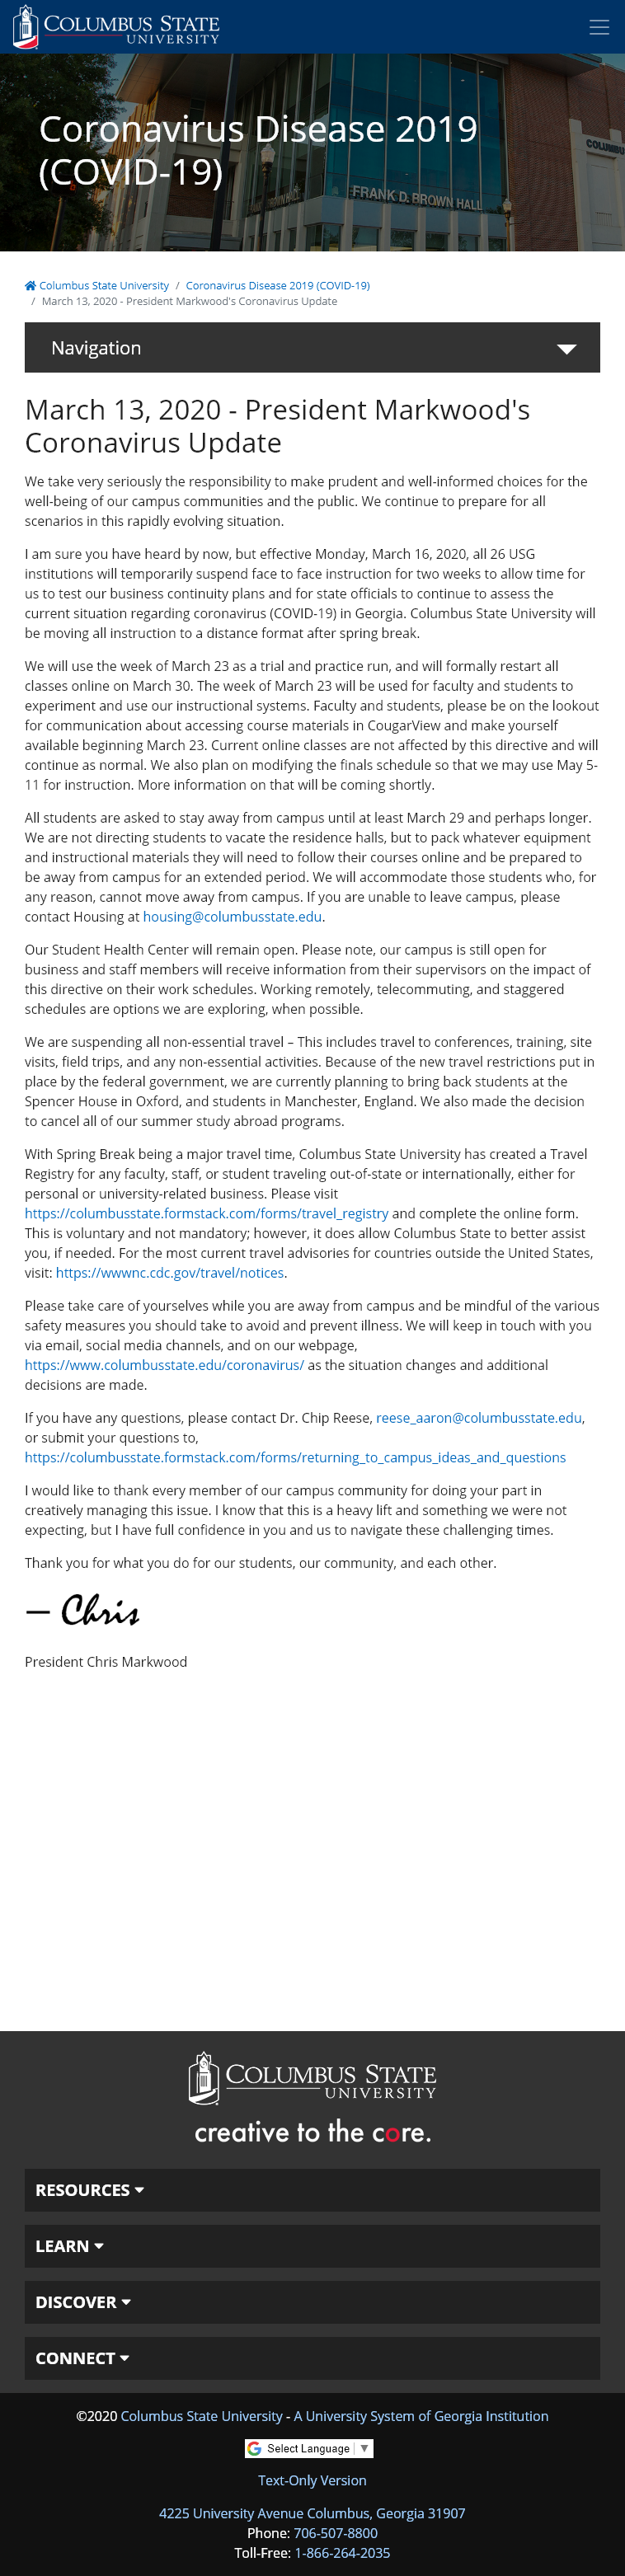 COLUMBUS STATE
UNIVERSITY
Coronavirus Disease 2019
(COVID-19)
FRANK D. BROWN HALL
COLUMBU
Columbus State University / Coronavirus Disease 2019 (COVID-19)
/ March 13, 2020 - President Markwood's Coronavirus Update
Navigation
March 13, 2020 - President Markwood's
Coronavirus Update
We take very seriously the responsibility to make prudent and well-informed choices for the
well-being of our campus communities and the public. We continue to prepare for all
scenarios in this rapidly evolving situation.
I am sure you have heard by now, but effective Monday, March 16, 2020, all 26 USG
institutions will temporarily suspend face to face instruction for two weeks to allow time for
us to test our business continuity plans and for state officials to continue to assess the
current situation regarding coronavirus (COVID-19) in Georgia. Columbus State University will
be moving all instruction to a distance format after spring break.
We will use the week of March 23 as a trial and practice run, and will formally restart all
classes online on March 30. The week of March 23 will be used for faculty and students to
experiment and use our instructional systems. Faculty and students, please be on the lookout
for communication about accessing course materials in CougarView and make yourself
available beginning March 23. Current online classes are not affected by this directive and will
continue as normal. We also plan on modifying the finals schedule so that we may use May 5-
11 for instruction. More information on that will be coming shortly.
All students are asked to stay away from campus until at least March 29 and perhaps longer.
We are not directing students to vacate the residence halls, but to pack whatever equipment
and instructional materials they will need to follow their courses online and be prepared to
be away from campus for an extended period. We will accommodate those students who, for
any reason, cannot move away from campus. If you are unable to leave campus, please
contact Housing at housing@columbusstate.edu.
Our Student Health Center will remain open. Please note, our campus is still open for
business and staff members will receive information from their supervisors on the impact of
this directive on their work schedules. Working remotely, telecommuting, and staggered
schedules are options we are exploring, when possible.
We are suspending all non-essential travel – This includes travel to conferences, training, site
visits, field trips, and any non-essential activities. Because of the new travel restrictions put in
place by the federal government, we are currently planning to bring back students at the
Spencer House in Oxford, and students in Manchester, England. We also made the decision
to cancel all of our summer study abroad programs.
With Spring Break being a major travel time, Columbus State University has created a Travel
Registry for any faculty, staff, or student traveling out-of-state or internationally, either for
personal or university-related business. Please visit
https://columbusstate.formstack.com/forms/travel_registry and complete the online form.
This is voluntary and not mandatory; however, it does allow Columbus State to better assist
you, if needed. For the most current travel advisories for countries outside the United States,
visit: https://wwwnc.cdc.gov/travel/notices.
Please take care of yourselves while you are away from campus and be mindful of the various
safety measures you should take to avoid and prevent illness. We will keep in touch with you
via email, social media channels, and on our webpage,
https://www.columbusstate.edu/coronavirus/ as the situation changes and additional
decisions are made.
If you have any questions, please contact Dr. Chip Reese, reese_aaron@columbusstate.edu,
or submit your questions to,
https://columbusstate.formstack.com/forms/returning_to_campus_ideas_and_questions
I would like to thank every member of our campus community for doing your part in
creatively managing this issue. I know that this is a heavy lift and something we were not
expecting, but I have full confidence in you and us to navigate these challenging times.
Thank you for what you do for our students, our community, and each other.
— Chris
President Chris Markwood
COLUMBUS STATE
UNIVERSITY
creative to the core.
RESOURCES
LEARN
DISCOVER
CONNECT
©2020 Columbus State University - A University System of Georgia Institution
Select Language
Text-Only Version
4225 University Avenue Columbus, Georgia 31907
Phone: 706-507-8800
Toll-Free: 1-866-264-2035